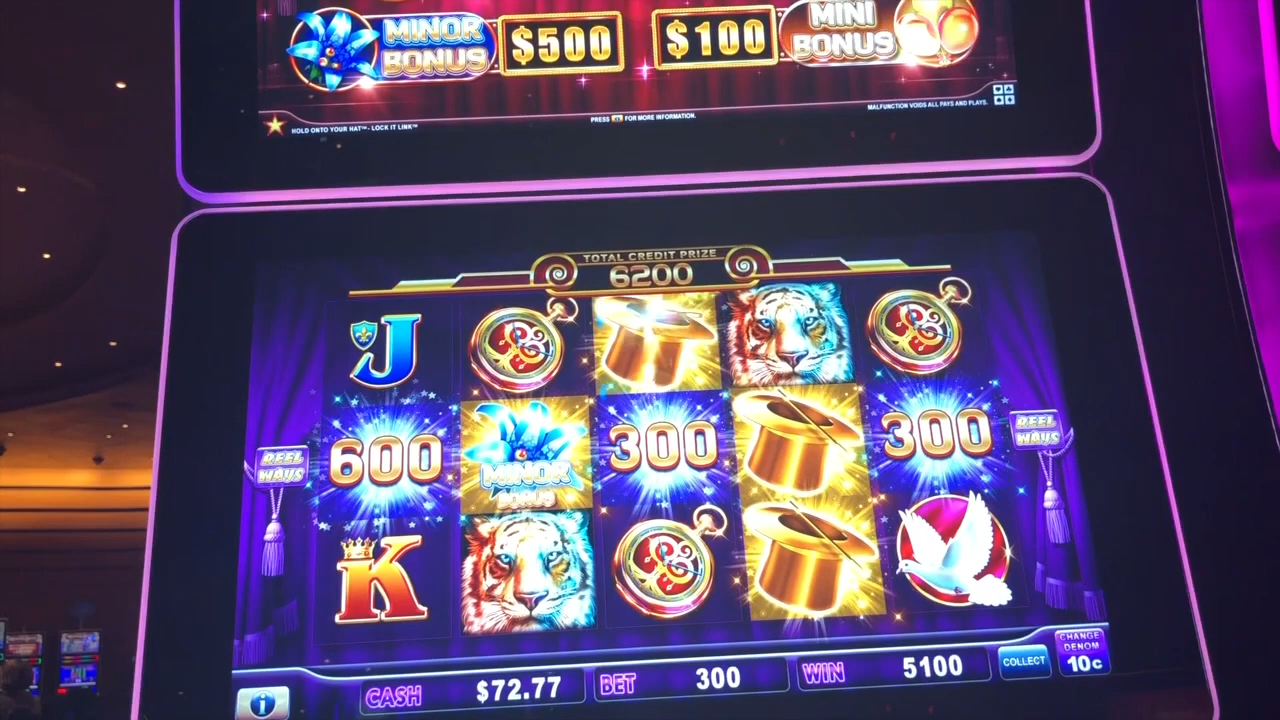 MINOR BONUS $500 $100 MINI BONUS
HOLD ONTO YOUR HAT™ - LOCK IT LINK™
PRESS FOR MORE INFORMATION.
MALFUNCTION VOIDS ALL PAYS AND PLAYS.
TOTAL CREDIT PRIZE
6200
J
REEL WAYS
600
MINOR BONUS
300
300
REEL WAYS
K
CASH $72.77 BET 300 WIN 5100 COLLECT
CHANGE DENOM
10¢
i